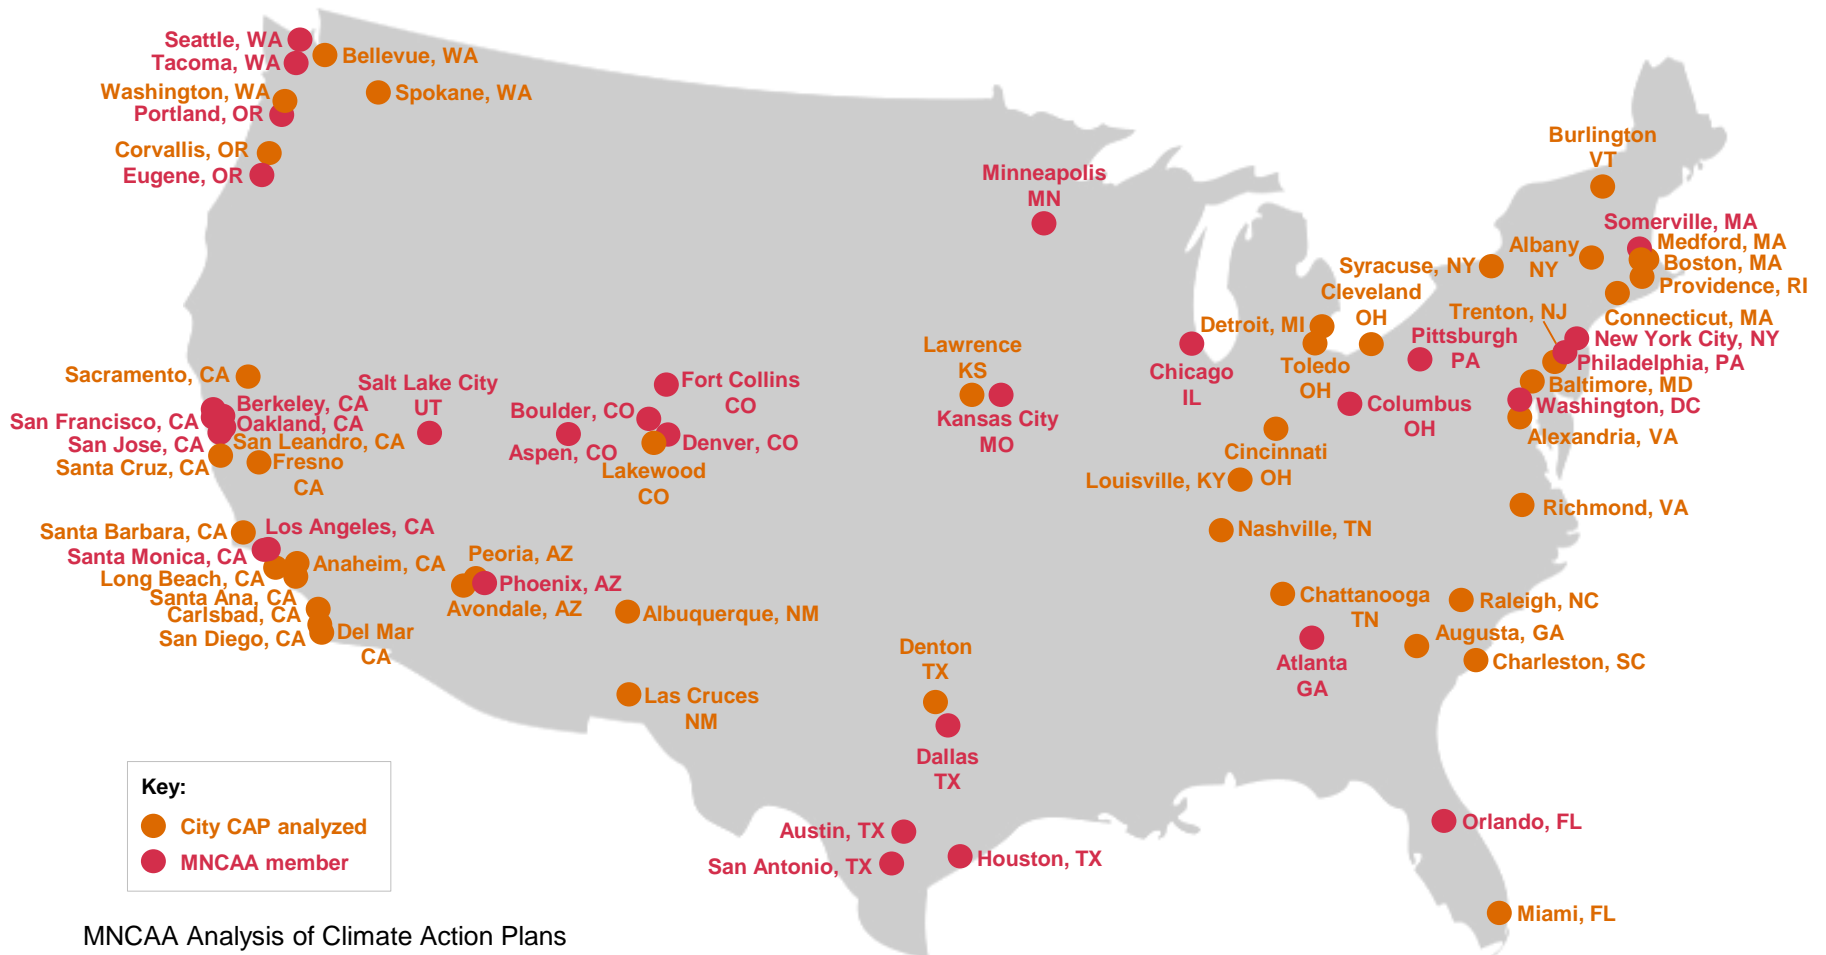 Seattle, WA
Tacoma, WA
Bellevue, WA
Washington, WA
Spokane, WA
Portland, OR
Corvallis, OR
Eugene, OR
Minneapolis
MN
Burlington
VT
Somerville, MA
Medford, MA
Albany
NY
Boston, MA
Syracuse, NY
Providence, RI
Cleveland
OH
Trenton, NJ
Connecticut, MA
Detroit, MI
New York City, NY
Pittsburgh
PA
Philadelphia, PA
Lawrence
KS
Toledo
OH
Chicago
IL
Baltimore, MD
Sacramento, CA
Salt Lake City
UT
Fort Collins
CO
Berkeley, CA
Boulder, CO
Kansas City
MO
Columbus
OH
Washington, DC
San Francisco, CA
Oakland, CA
San Jose, CA
San Leandro, CA
Aspen, CO
Denver, CO
Alexandria, VA
Santa Cruz, CA
Fresno
CA
Lakewood
CO
Cincinnati
OH
Louisville, KY
Richmond, VA
Santa Barbara, CA
Los Angeles, CA
Nashville, TN
Santa Monica, CA
Anaheim, CA
Peoria, AZ
Long Beach, CA
Phoenix, AZ
Santa Ana, CA
Avondale, AZ
Carlsbad, CA
Albuquerque, NM
Chattanooga
TN
Raleigh, NC
San Diego, CA
Del Mar
CA
Denton
TX
Augusta, GA
Atlanta
GA
Charleston, SC
Las Cruces
NM
Dallas
TX
Key:
City CAP analyzed
MNCAA member
Austin, TX
San Antonio, TX
Houston, TX
Orlando, FL
Miami, FL
MNCAA Analysis of Climate Action Plans